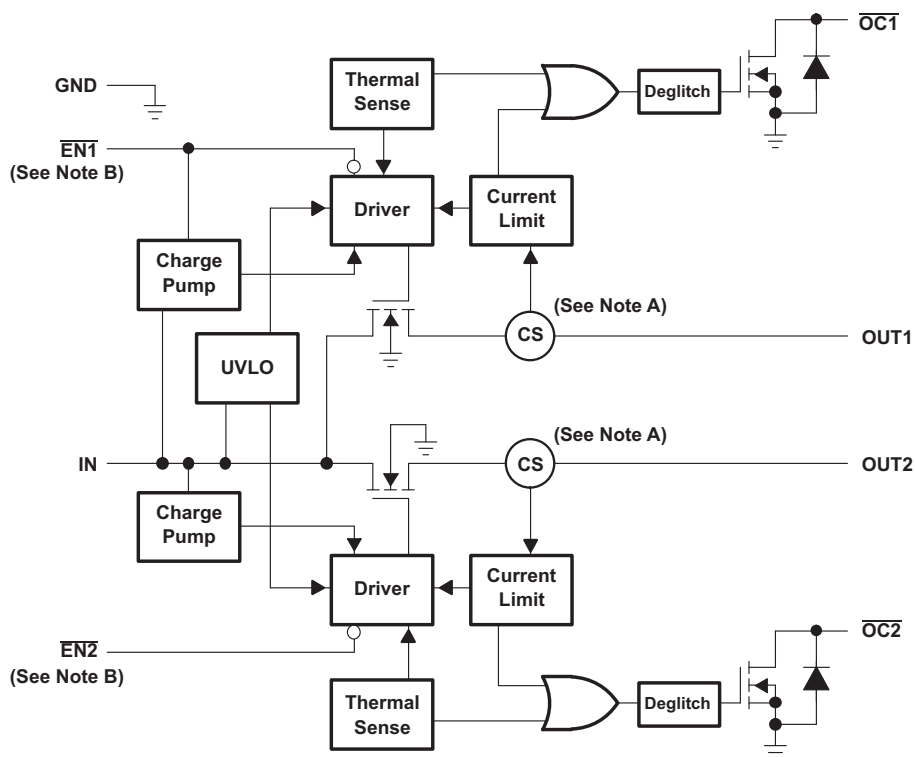 OC1
Thermal
Sense
Deglitch
GND
EN1
(See Note B)
Driver
Current
Limit
Charge
Pump
(See Note A)
CS
OUT1
UVLO
(See Note A)
IN
CS
OUT2
Charge
Pump
Driver
Current
Limit
OC2
EN2
(See Note B)
Thermal
Sense
Deglitch